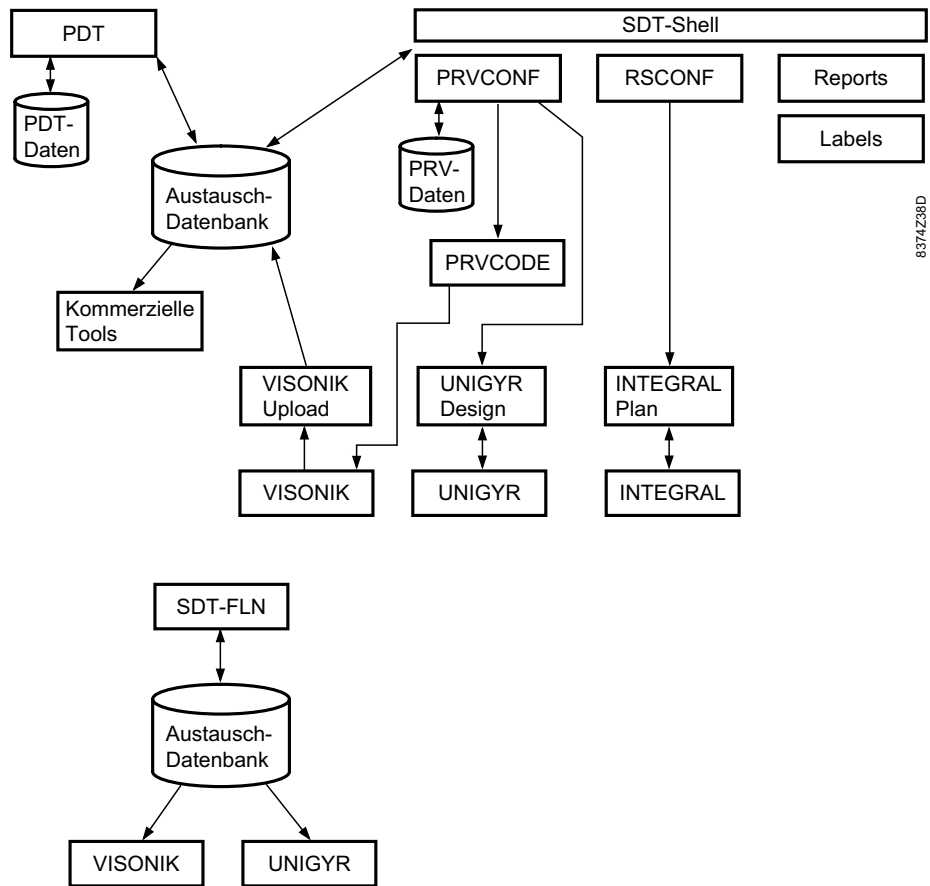 PDT
SDT-Shell
PRVCONF
RSCONF
Reports
PDT-
Daten
Labels
PRV-
Daten
Austausch-
Datenbank
8374Z38D
PRVCODE
Kommerzielle
Tools
VISONIK
Upload
UNIGYR
Design
INTEGRAL
Plan
VISONIK
UNIGYR
INTEGRAL
SDT-FLN
Austausch-
Datenbank
VISONIK
UNIGYR